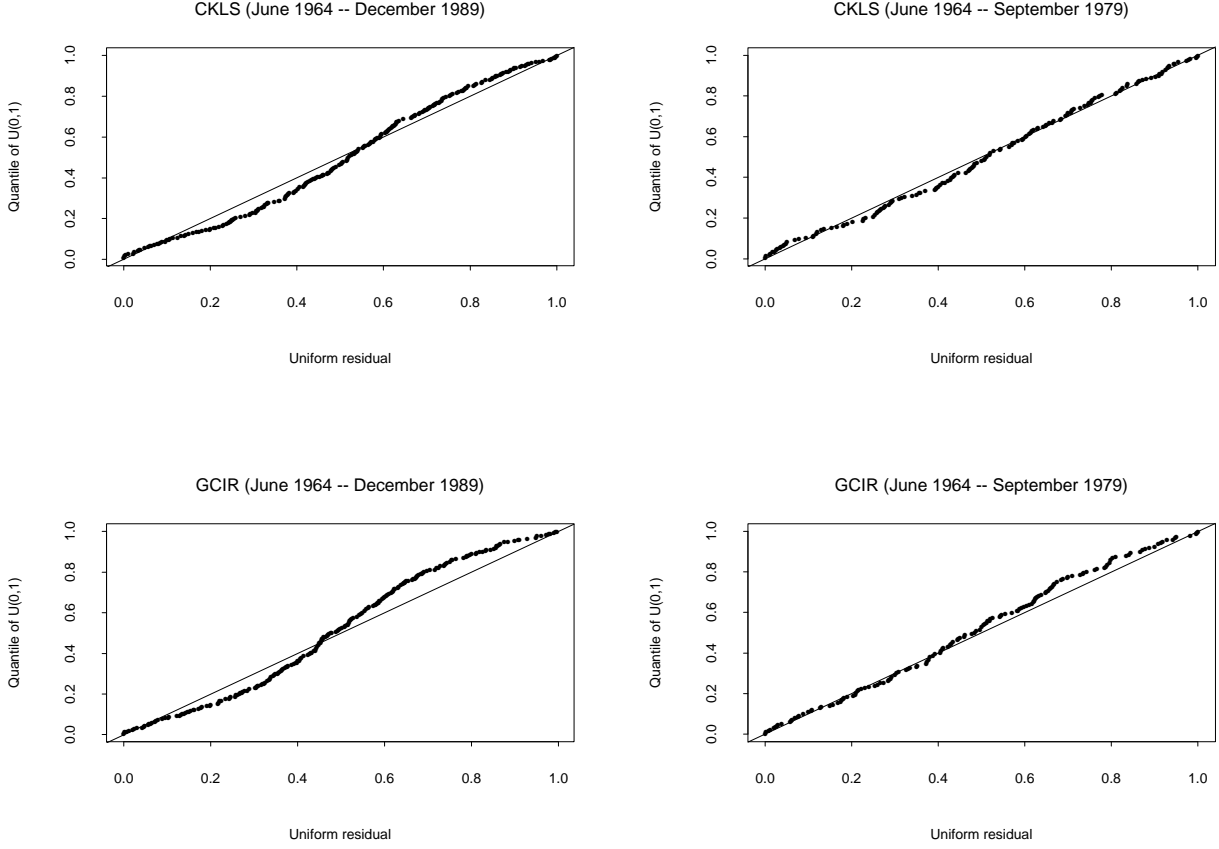 CKLS (June 1964 -- December 1989)
Quantile of U(0,1)
1.0
0.8
0.6
0.4
0.2
0.0
0.0 0.2 0.4 0.6 0.8 1.0
Uniform residual
CKLS (June 1964 -- September 1979)
Quantile of U(0,1)
1.0
0.8
0.6
0.4
0.2
0.0
0.0 0.2 0.4 0.6 0.8 1.0
Uniform residual
GCIR (June 1964 -- December 1989)
Quantile of U(0,1)
1.0
0.8
0.6
0.4
0.2
0.0
0.0 0.2 0.4 0.6 0.8 1.0
Uniform residual
GCIR (June 1964 -- September 1979)
Quantile of U(0,1)
1.0
0.8
0.6
0.4
0.2
0.0
0.0 0.2 0.4 0.6 0.8 1.0
Uniform residual